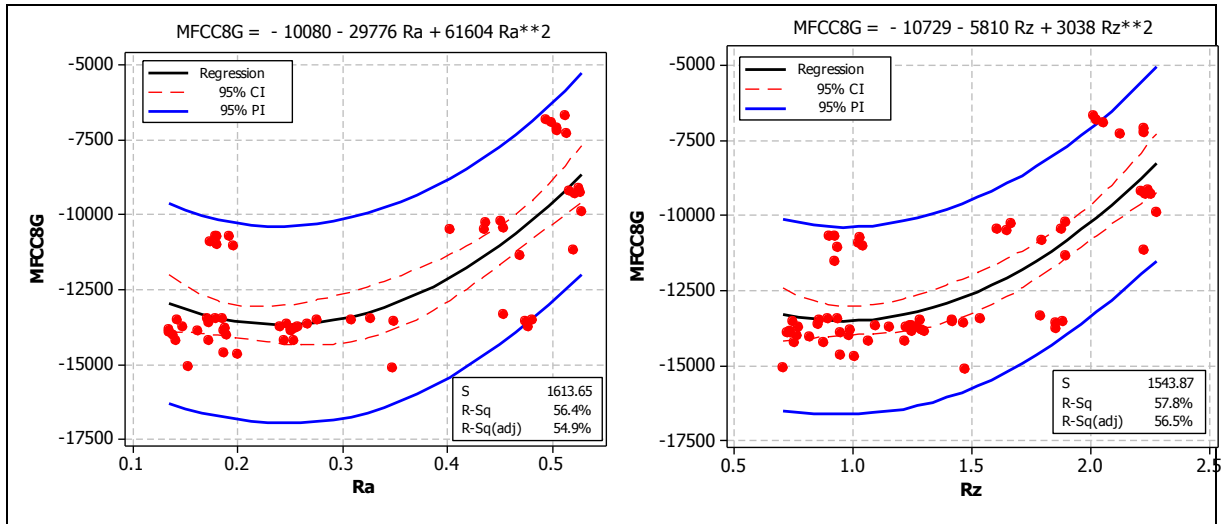 MFCC8G = - 10080 - 29776 Ra + 61604 Ra**2
-5000
-7500
-10000
-12500
-15000
-17500
MFCC8G
Regression
95% CI
95% PI
S 1613.65
R-Sq 56.4%
R-Sq(adj) 54.9%
0.1 0.2 0.3 0.4 0.5
Ra
MFCC8G = - 10729 - 5810 Rz + 3038 Rz**2
-5000
-7500
-10000
-12500
-15000
-17500
MFCC8G
Regression
95% CI
95% PI
S 1543.87
R-Sq 57.8%
R-Sq(adj) 56.5%
0.5 1.0 1.5 2.0 2.5
Rz